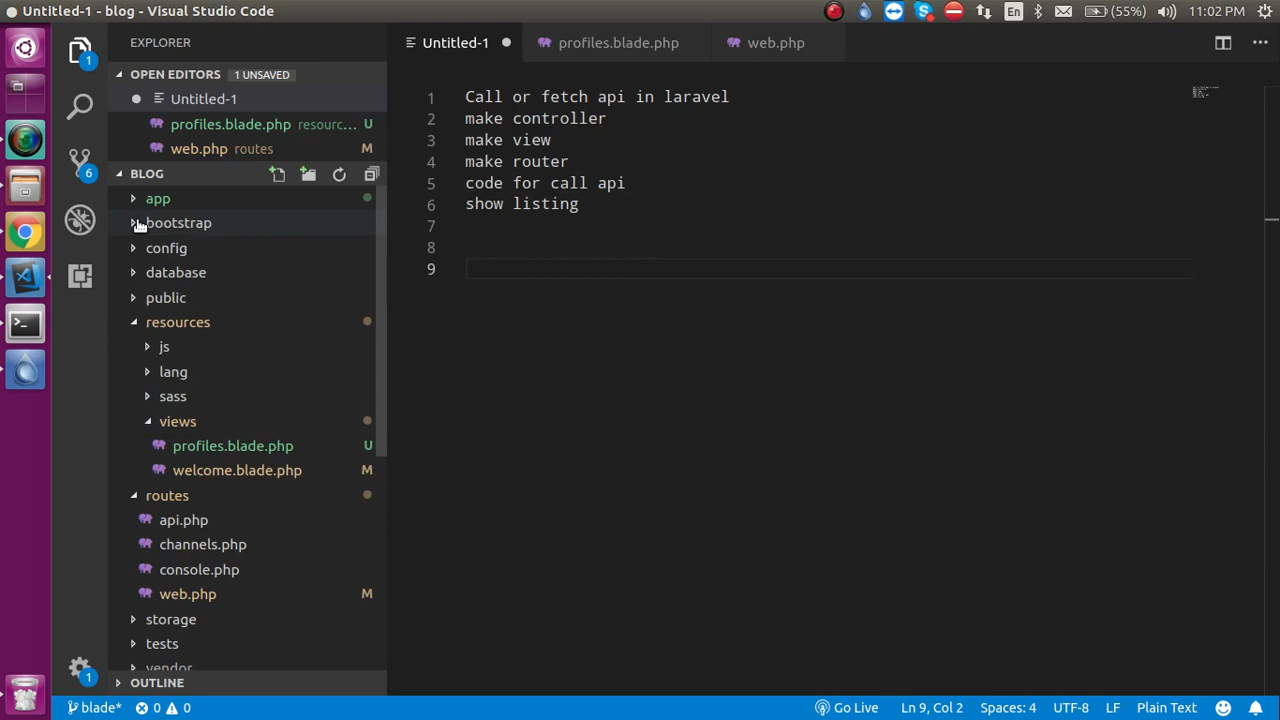 Untitled-1 - blog - Visual Studio Code
En
(55%)
11:02 PM
EXPLORER
OPEN EDITORS
1 UNSAVED
Untitled-1
profiles.blade.php resourc... U
web.php routes M
BLOG
app
bootstrap
config
database
public
resources
js
lang
sass
views
profiles.blade.php U
welcome.blade.php M
routes
api.php
channels.php
console.php
web.php M
storage
tests
vendor
OUTLINE
1
6
1
Untitled-1
profiles.blade.php
web.php
1 Call or fetch api in laravel
2 make controller
3 make view
4 make router
5 code for call api
6 show listing
7
8
9
blade*
0
0
Go Live
Ln 9, Col 2
Spaces: 4
UTF-8
LF
Plain Text